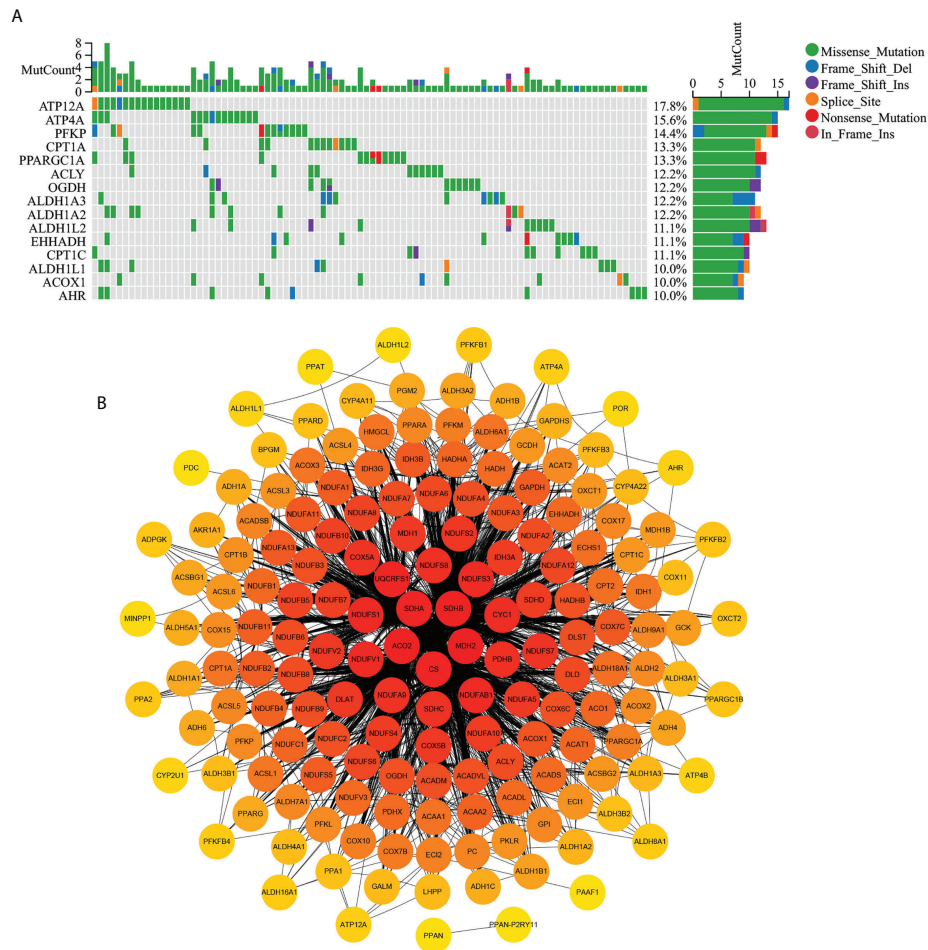 A
8
6
4
2
0
MutCount
MutCount
Missense_Mutation
Frame_Shift_Del
Frame_Shift_Ins
Splice_Site
Nonsense_Mutation
In_Frame_Ins
ATP12A 17.8%
ATP4A 15.6%
PFKP 14.4%
CPT1A 13.3%
PPARGC1A 13.3%
ACLY 12.2%
OGDH 12.2%
ALDH1A3 12.2%
ALDH1A2 12.2%
ALDH1L2 11.1%
EHHADH 11.1%
CPT1C 11.1%
ALDH1L1 10.0%
ACOX1 10.0%
AHR 10.0%
0 5 10 15
B
ALDH1L2 PFKFB1
PPAT ATP4A
CYP4A11 PGM2 ALDH3A2 ADH1B
ALDH1L1 PPARD GAPDHS POR
HMGCL PPARA PFKM ALDH6A1
BPGM ACSL4 GCDH PFKFB3
PDC ACOX3 IDH3G IDH3B HADHA HADH ACAT2 AHR
ADH1A ACSL3 NDUFA1 NDUFA7 NDUFA6 NDUFA4 GAPDH OXCT1 CYP4A22
AKR1A1 ACADSB NDUFA11 NDUFA8 NDUFA3 EHHADH COX17 MDH1B
ADPGK NDUFB10 MDH1 NDUFS2 NDUFA2 PFKFB2
CPT1B NDUFA13 COX5A IDH3A ECHS1 CPT1C
ACSBG1 NDUFB3 UQCRFS1 NDUFS8 NDUFS3 NDUFA12 COX11
ACSL6 NDUFB1 NDUFB5 NDUFB7 SDHD HADHB CPT2 IDH1
MINPP1 NDUFS1 SDHA SDHB CYC1 OXCT2
ALDH5A1 COX15 NDUFB11 NDUFB6 COX7C ALDH9A1 GCK
NDUFV2 ACO2 MDH2 NDUFS7 DLST
CPT1A NDUFB2 NDUFB8 NDUFV1 CS PDHB DLD ALDH18A1 ALDH2
ALDH1A1 ALDH3A1
PPA2 ACSL5 NDUFB4 NDUFB9 DLAT NDUFA9 NDUFAB1 NDUFA5 COX6C ACO1 ACOX2 PPARGC1B
SDHC
ADH6 PFKP NDUFC1 NDUFC2 NDUFS4 NDUFA10 ACOX1 ACAT1 PPARGC1A ADH4
COX5B
CYP2U1 ALDH3B1 ACSL1 NDUFS5 NDUFS6 OGDH ACADM ACADVL ACLY ACADS ACSBG2 ALDH1A3 ATP4B
PPARG ALDH7A1 NDUFV3 PDHX ACAA1 ACAA2 ACADL ECI1 ALDH3B2
PFKFB4 PFKL COX10 GPI ALDH8A1
ALDH4A1 COX7B ECI2 PC PKLR ALDH1A2
PPA1 ALDH1B1
ALDH16A1 GALM LHPP ADH1C PAAF1
ATP12A PPAN PPAN-P2RY11